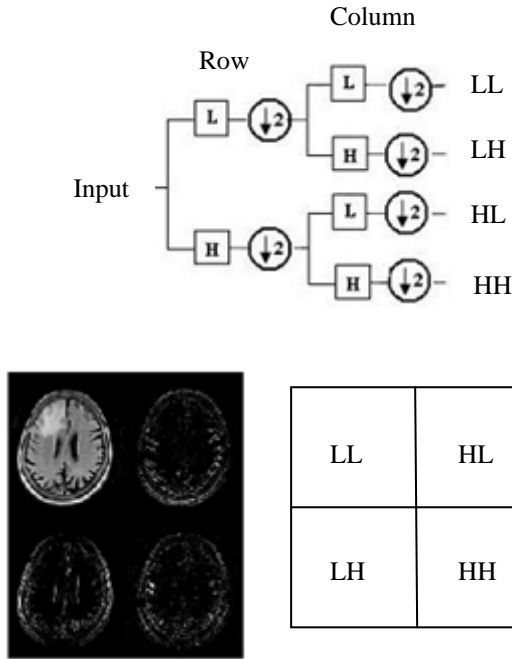 Column
Row
L ↓2 LL
L ↓2
H ↓2 LH
Input
L ↓2 HL
H ↓2
H ↓2 HH
LL HL
LH HH